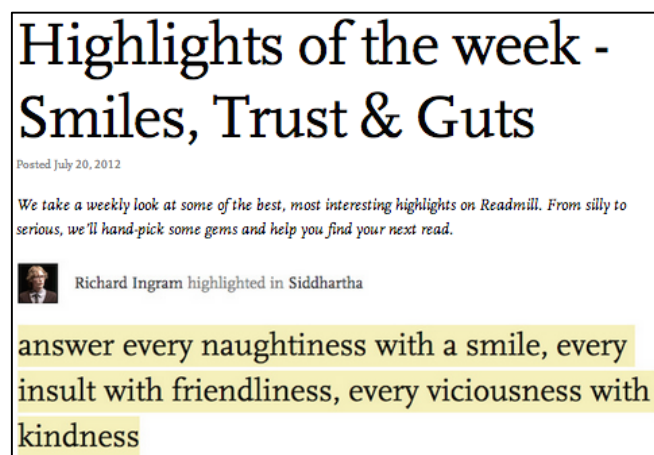 Highlights of the week -
Smiles, Trust & Guts
Posted July 20, 2012
We take a weekly look at some of the best, most interesting highlights on Readmill. From silly to
serious, we'll hand-pick some gems and help you find your next read.
Richard Ingram highlighted in Siddhartha
answer every naughtiness with a smile, every
insult with friendliness, every viciousness with
kindness